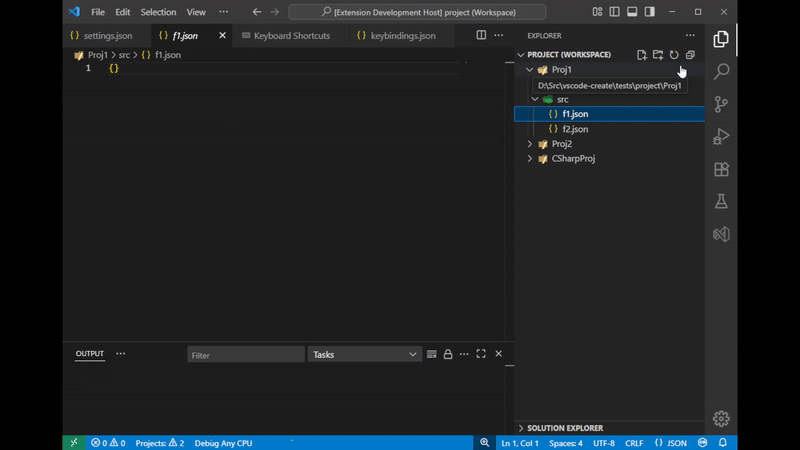 File Edit Selection View ··· [Extension Development Host] project (Workspace)
settings.json f1.json Keyboard Shortcuts keybindings.json
Proj1 > src > f1.json
1 {}
EXPLORER
PROJECT (WORKSPACE)
Proj1
D:\Src\vscode-create\tests\project\Proj1
src
{} f1.json
{} f2.json
Proj2
CSharpProj
OUTPUT
Filter
Tasks
SOLUTION EXPLORER
0 0 Projects: 2 Debug Any CPU Ln 1, Col 1 Spaces: 4 UTF-8 CRLF {} JSON